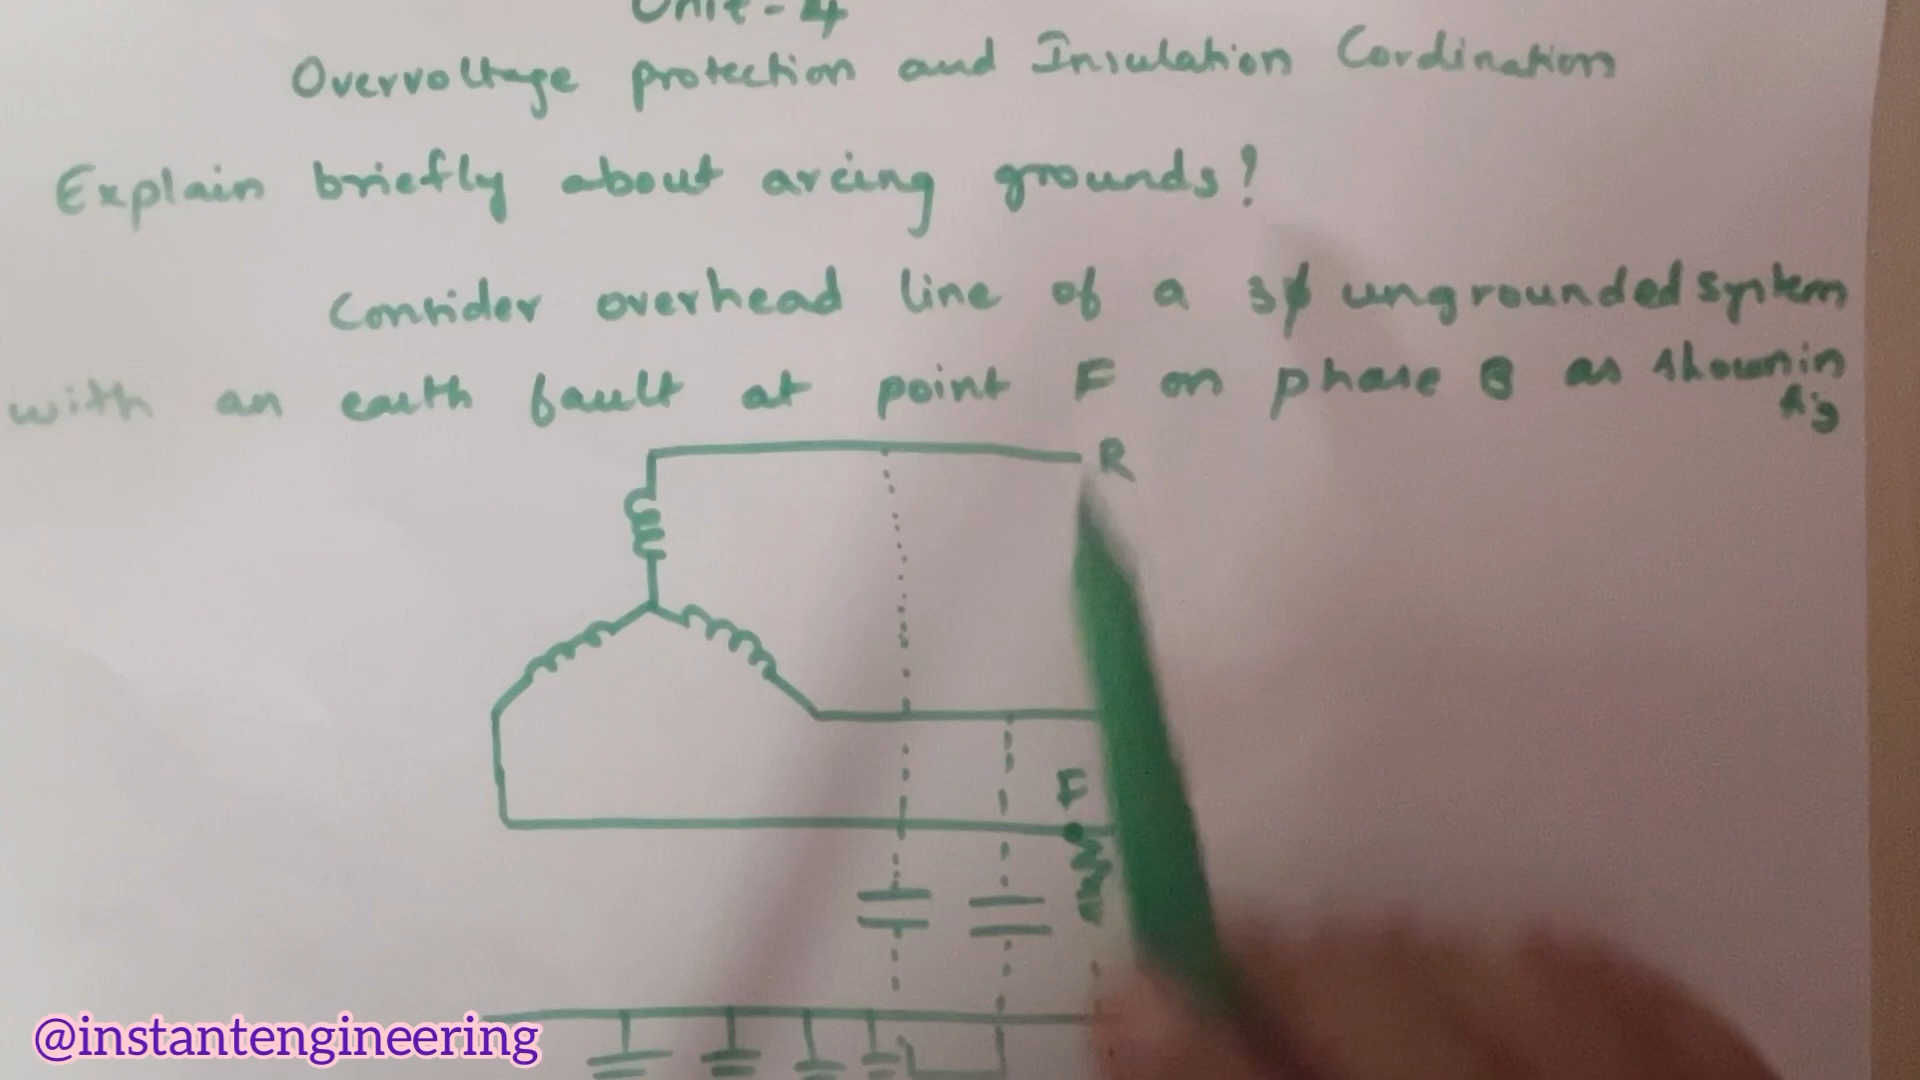 Unit-4
Overvoltage protection and Insulation Cordination
Explain briefly about arcing grounds?
Consider overhead line of a 3φ ungrounded system
with an earth fault at point F on phase B as shown in
fig
R
F
@instantengineering